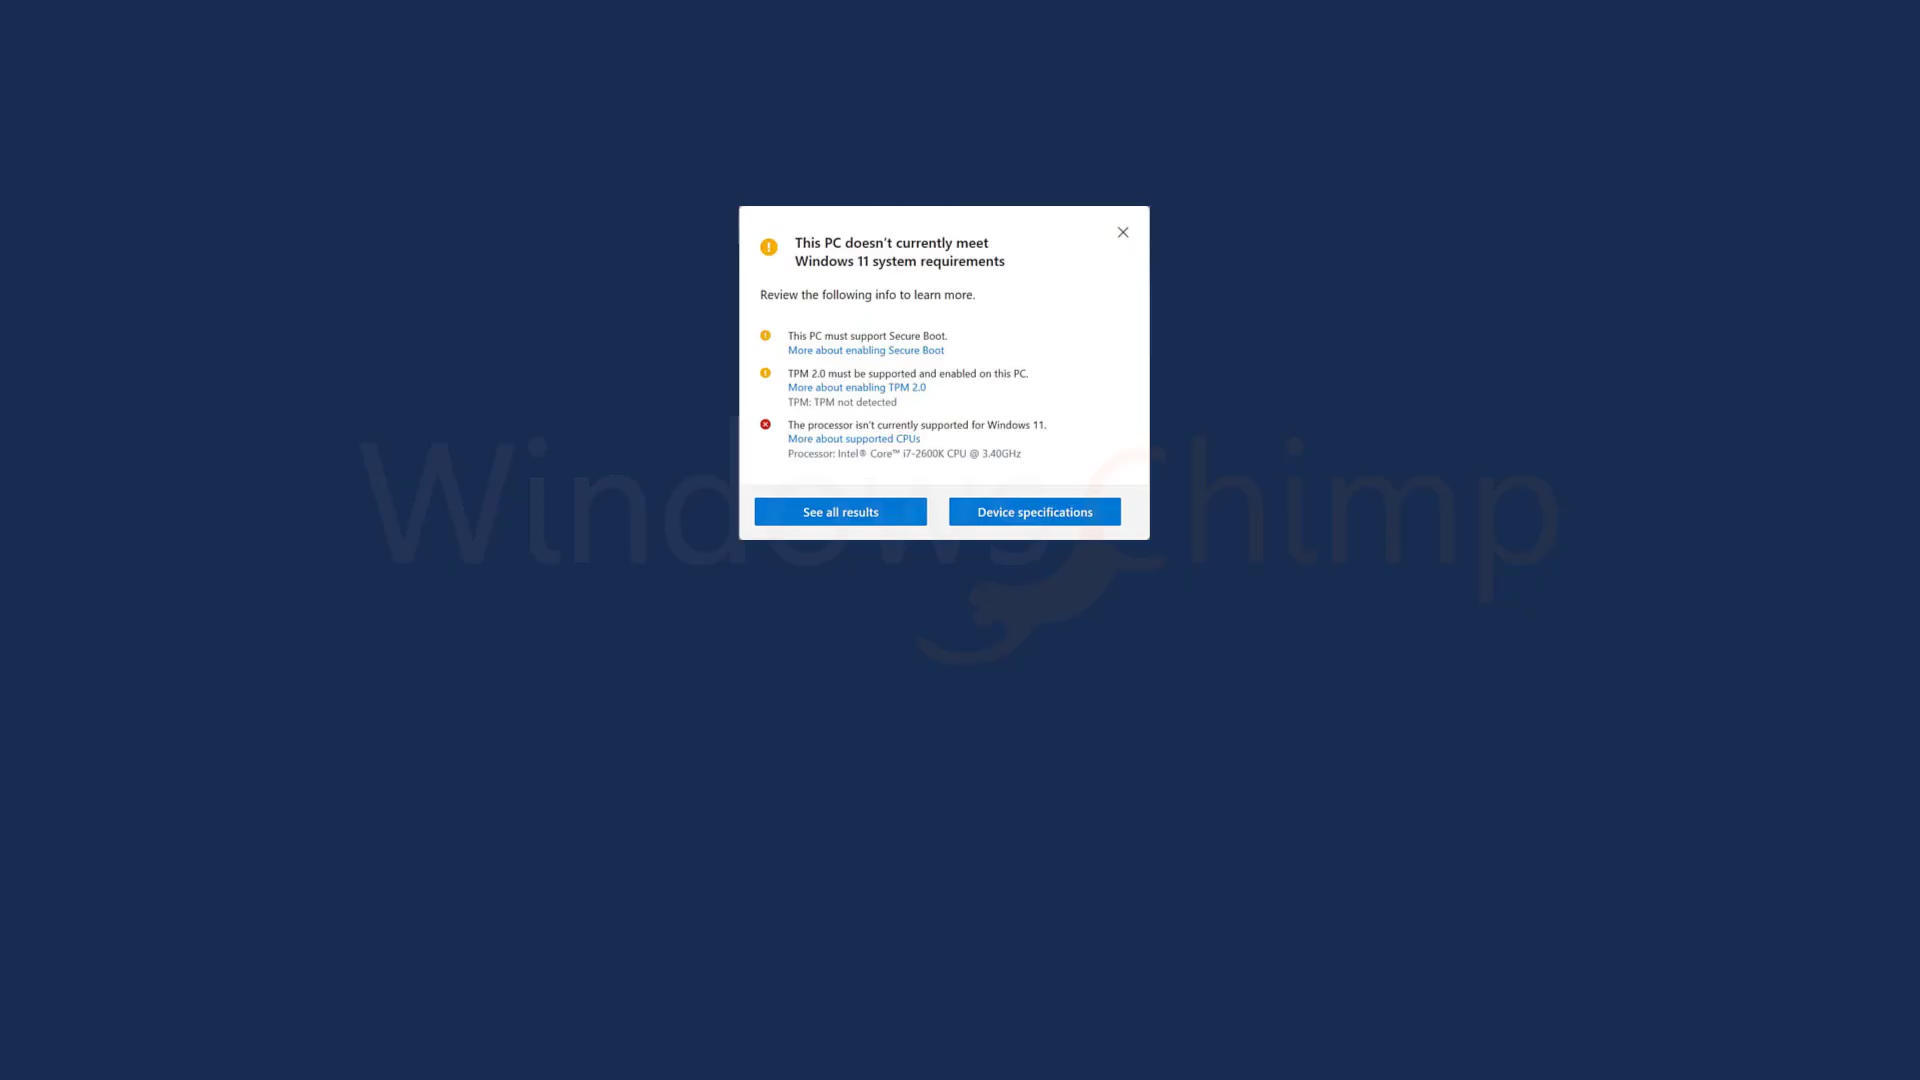 This PC doesn't currently meet
Windows 11 system requirements
Review the following info to learn more.
This PC must support Secure Boot.
More about enabling Secure Boot
TPM 2.0 must be supported and enabled on this PC.
More about enabling TPM 2.0
TPM: TPM not detected
The processor isn't currently supported for Windows 11.
More about supported CPUs
Processor: Intel® Core™ i7-2600K CPU @ 3.40GHz
See all results
Device specifications
WindowsChimp